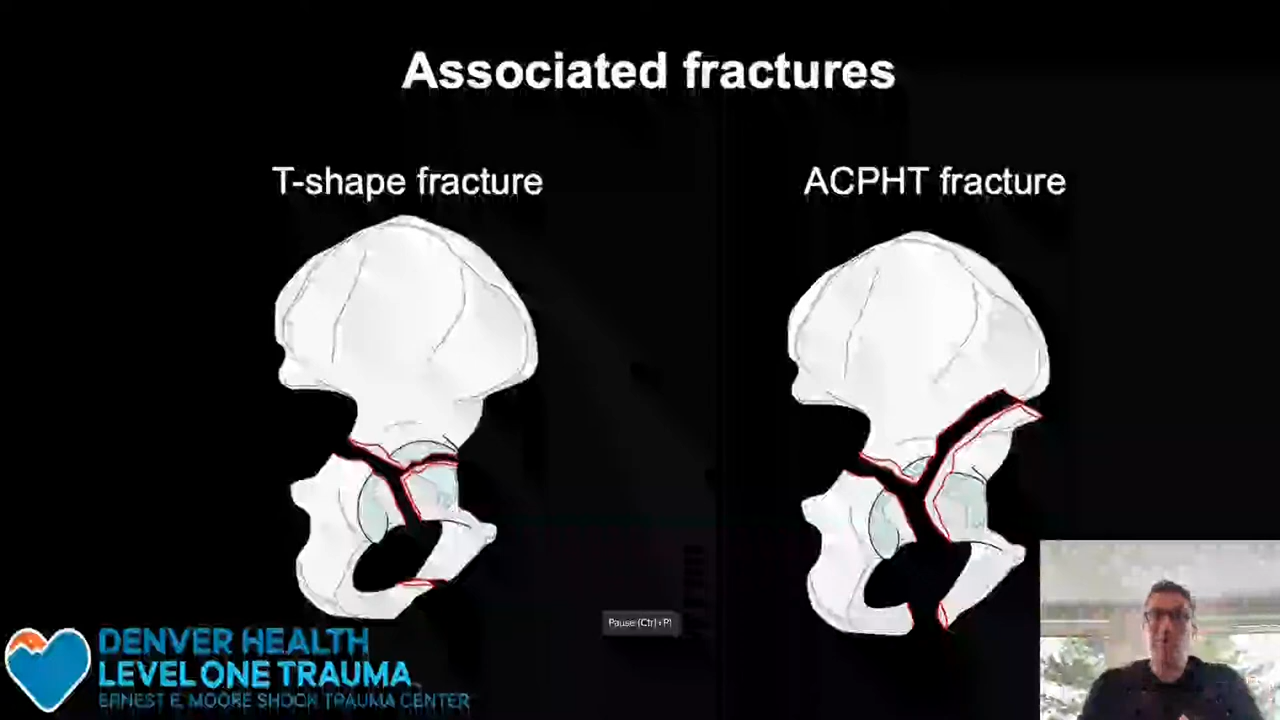 Associated fractures
T-shape fracture
ACPHT fracture
Pause (Ctrl+P)
DENVER HEALTH
LEVEL ONE TRAUMA
ERNEST E. MOORE SHOCK TRAUMA CENTER